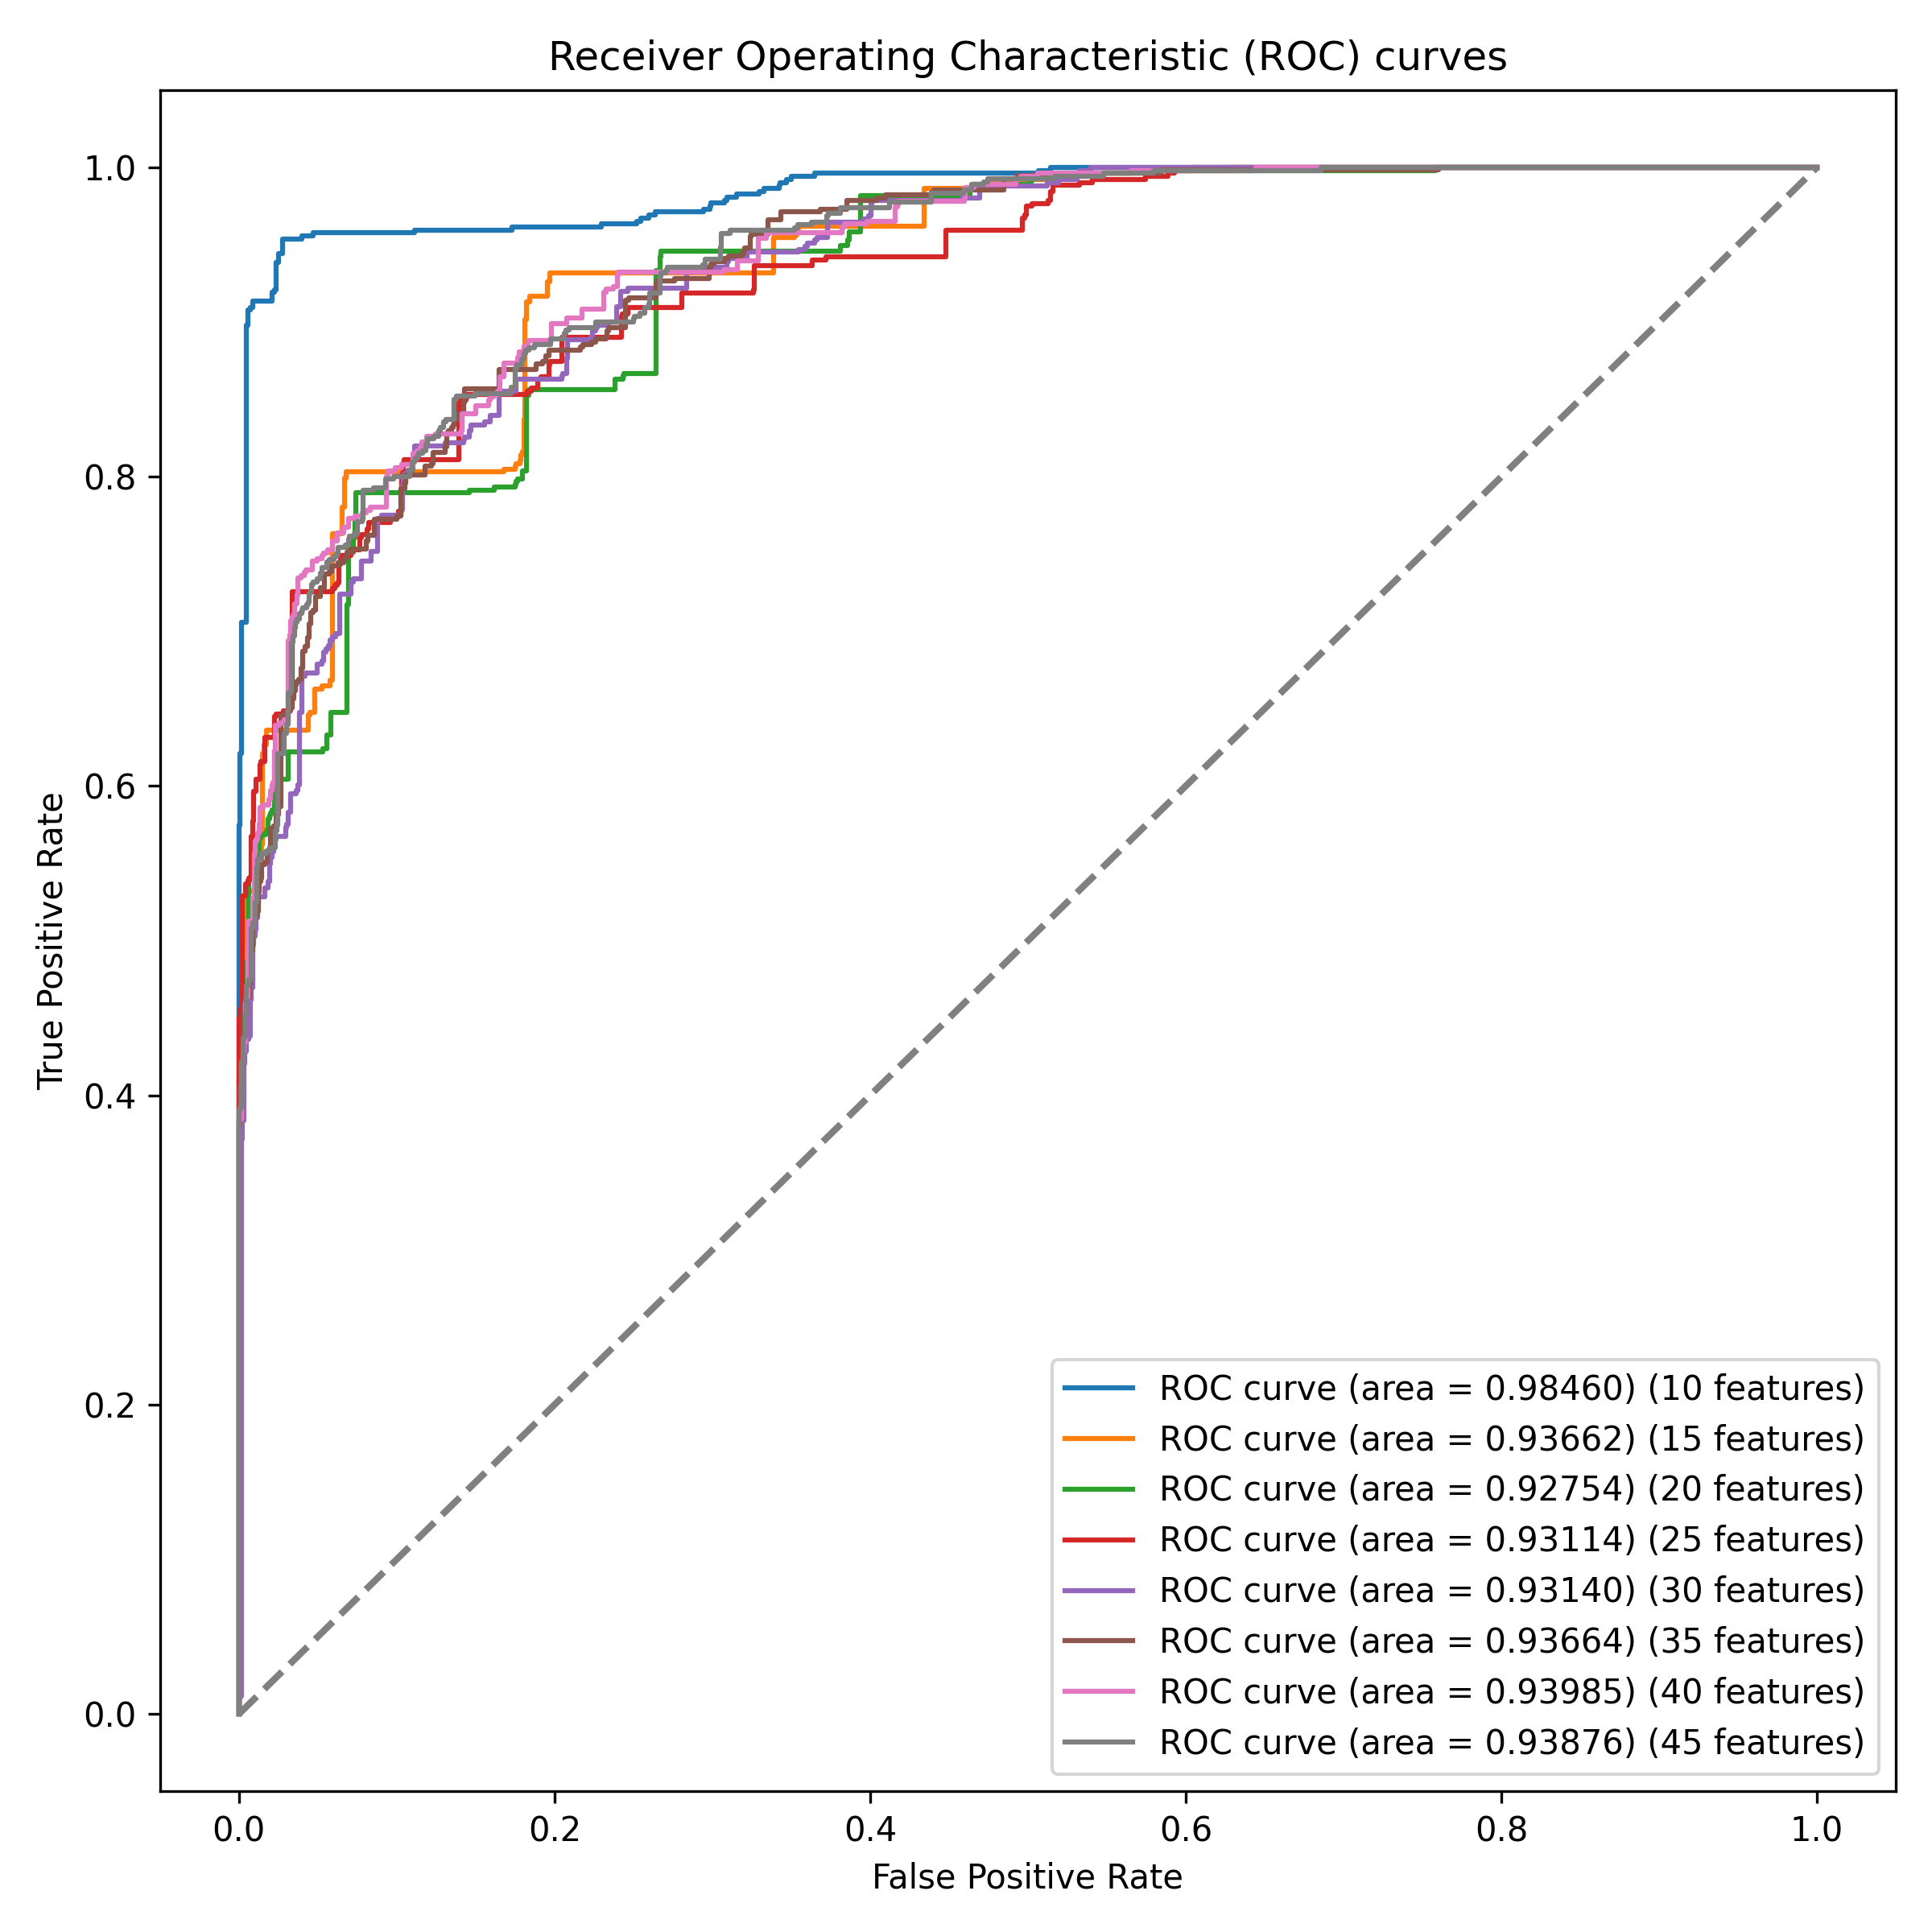 Receiver Operating Characteristic (ROC) curves
1.0
0.8
0.6
0.4
0.2
0.0
True Positive Rate
ROC curve (area = 0.98460) (10 features)
ROC curve (area = 0.93662) (15 features)
ROC curve (area = 0.92754) (20 features)
ROC curve (area = 0.93114) (25 features)
ROC curve (area = 0.93140) (30 features)
ROC curve (area = 0.93664) (35 features)
ROC curve (area = 0.93985) (40 features)
ROC curve (area = 0.93876) (45 features)
0.0 0.2 0.4 0.6 0.8 1.0
False Positive Rate